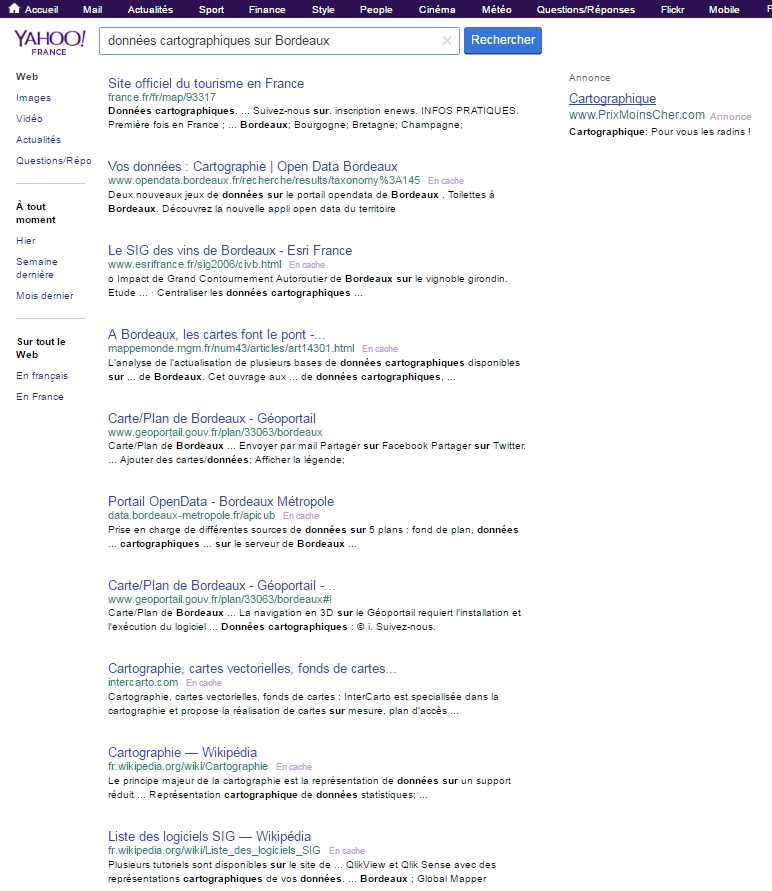 Accueil Mail Actualités Sport Finance Style People Cinéma Météo Questions/Réponses Flickr Mobile
YAHOO!
FRANCE
données cartographiques sur Bordeaux × Rechercher
Web
Images
Vidéo
Actualités
Questions/Répo
À tout
moment
Hier
Semaine
dernière
Mois dernier
Sur tout le
Web
En français
En France
Site officiel du tourisme en France
france.fr/fr/map/93317
Données cartographiques. ... Suivez-nous sur. inscription enews. INFOS PRATIQUES.
Première fois en France ; ... Bordeaux; Bourgogne; Bretagne; Champagne;
Vos données : Cartographie | Open Data Bordeaux
www.opendata.bordeaux.fr/recherche/results/taxonomy%3A145 En cache
Deux nouveaux jeux de données sur le portail opendata de Bordeaux . Toilettes à
Bordeaux. Découvrez la nouvelle appli open data du territoire
Le SIG des vins de Bordeaux - Esri France
www.esrifrance.fr/sig2006/civb.html En cache
o Impact de Grand Contournement Autoroutier de Bordeaux sur le vignoble girondin.
Etude ... · Centraliser les données cartographiques ...
A Bordeaux, les cartes font le pont -...
mappemonde.mgm.fr/num43/articles/art14301.html En cache
L'analyse de l'actualisation de plusieurs bases de données cartographiques disponibles
sur ... de Bordeaux. Cet ouvrage aux ... de données cartographiques, ...
Carte/Plan de Bordeaux - Géoportail
www.geoportail.gouv.fr/plan/33063/bordeaux
Carte/Plan de Bordeaux ... Envoyer par mail Partager sur Facebook Partager sur Twitter.
... Ajouter des cartes/données; Afficher la légende;
Portail OpenData - Bordeaux Métropole
data.bordeaux-metropole.fr/apicub En cache
Prise en charge de différentes sources de données sur 5 plans : fond de plan, données
... cartographiques ... sur le serveur de Bordeaux ...
Carte/Plan de Bordeaux - Géoportail -...
www.geoportail.gouv.fr/plan/33063/bordeaux#!
Carte/Plan de Bordeaux ... La navigation en 3D sur le Géoportail requiert l'installation et
l'exécution du logiciel ... Données cartographiques : © i. Suivez-nous.
Cartographie, cartes vectorielles, fonds de cartes...
intercarto.com En cache
Cartographie, cartes vectorielles, fonds de cartes : InterCarto est specialisée dans la
cartographie et propose la réalisation de cartes sur mesure, plan d'accès ...
Cartographie — Wikipédia
fr.wikipedia.org/wiki/Cartographie En cache
Le principe majeur de la cartographie est la représentation de données sur un support
réduit ... Représentation cartographique de données statistiques; ...
Liste des logiciels SIG — Wikipédia
fr.wikipedia.org/wiki/Liste_des_logiciels_SIG En cache
Plusieurs tutoriels sont disponibles sur le site de ... QlikView et Qlik Sense avec des
représentations cartographiques de vos données. ... Bordeaux ; Global Mapper
Annonce
Cartographique
www.PrixMoinsCher.com Annonce
Cartographique: Pour vous les radins !